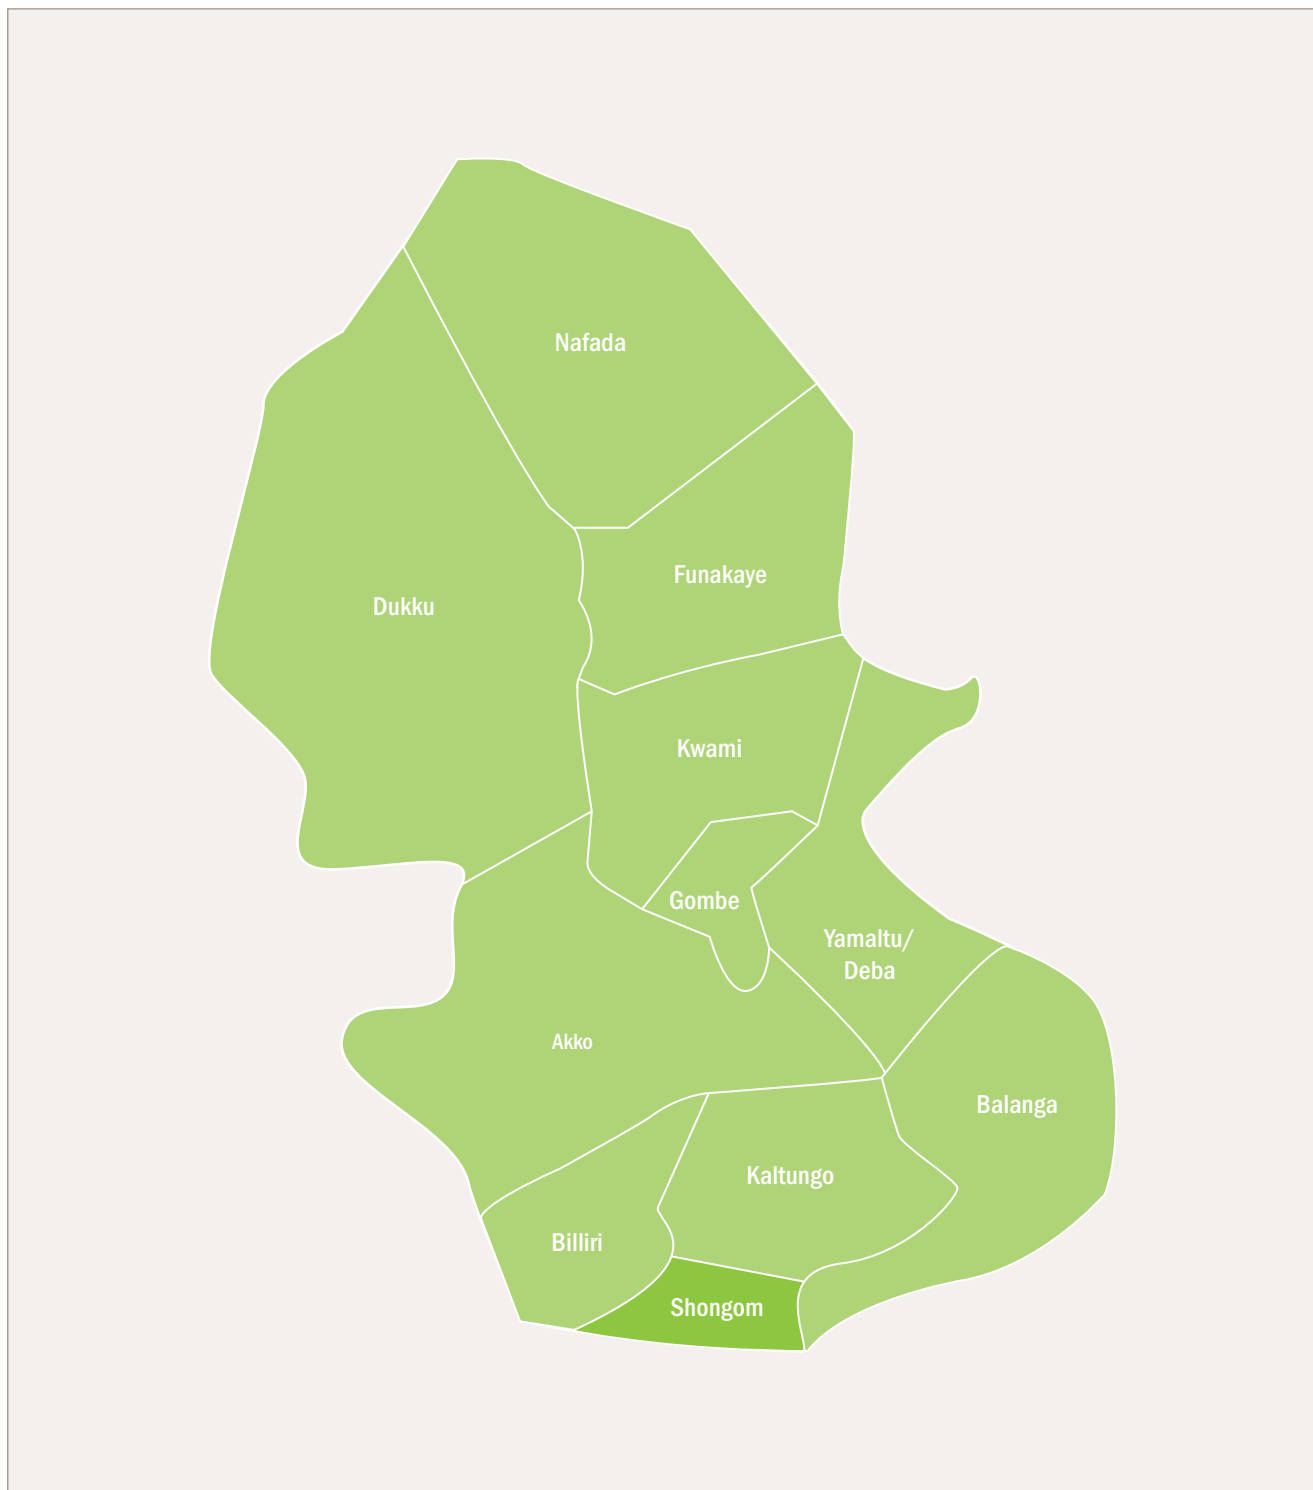 Nafada
Funakaye
Dukku
Kwami
Gombe
Yamaltu/
Deba
Akko
Balanga
Kaltungo
Billiri
Shongom